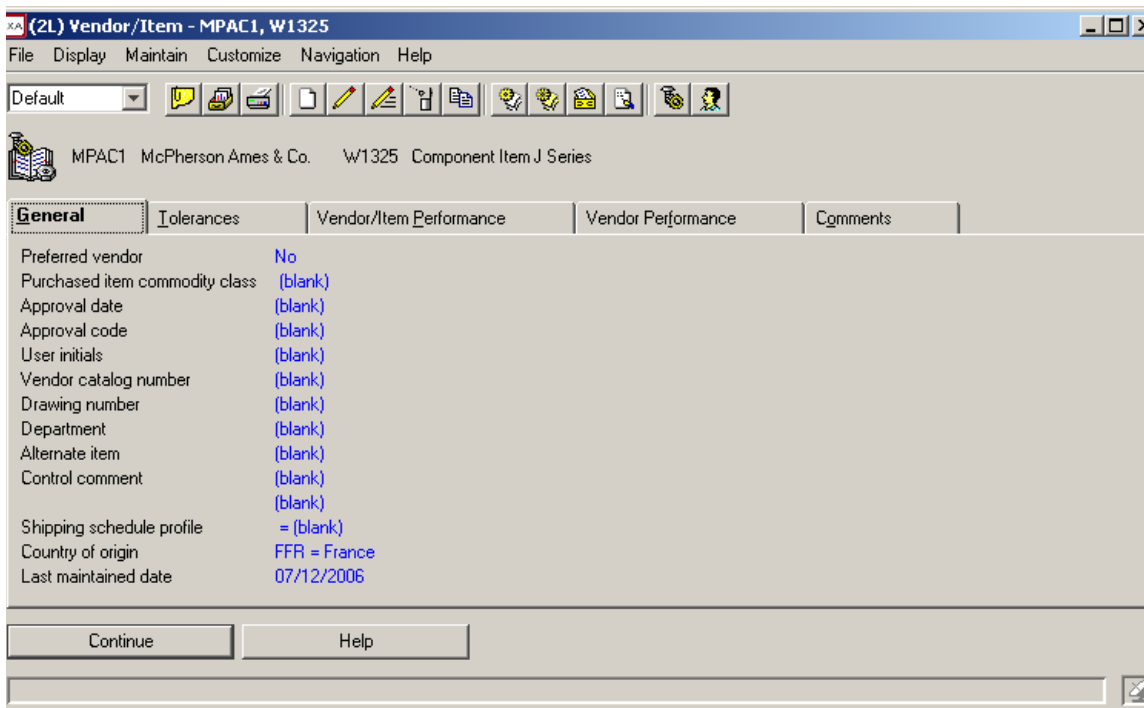 XA (2L) Vendor/Item - MPAC1, W1325
File Display Maintain Customize Navigation Help
Default
MPAC1 McPherson Ames & Co. W1325 Component Item J Series
General Tolerances Vendor/Item Performance Vendor Performance Comments
Preferred vendor No
Purchased item commodity class (blank)
Approval date (blank)
Approval code (blank)
User initials (blank)
Vendor catalog number (blank)
Drawing number (blank)
Department (blank)
Alternate item (blank)
Control comment (blank)
(blank)
Shipping schedule profile = (blank)
Country of origin FFR = France
Last maintained date 07/12/2006
Continue Help